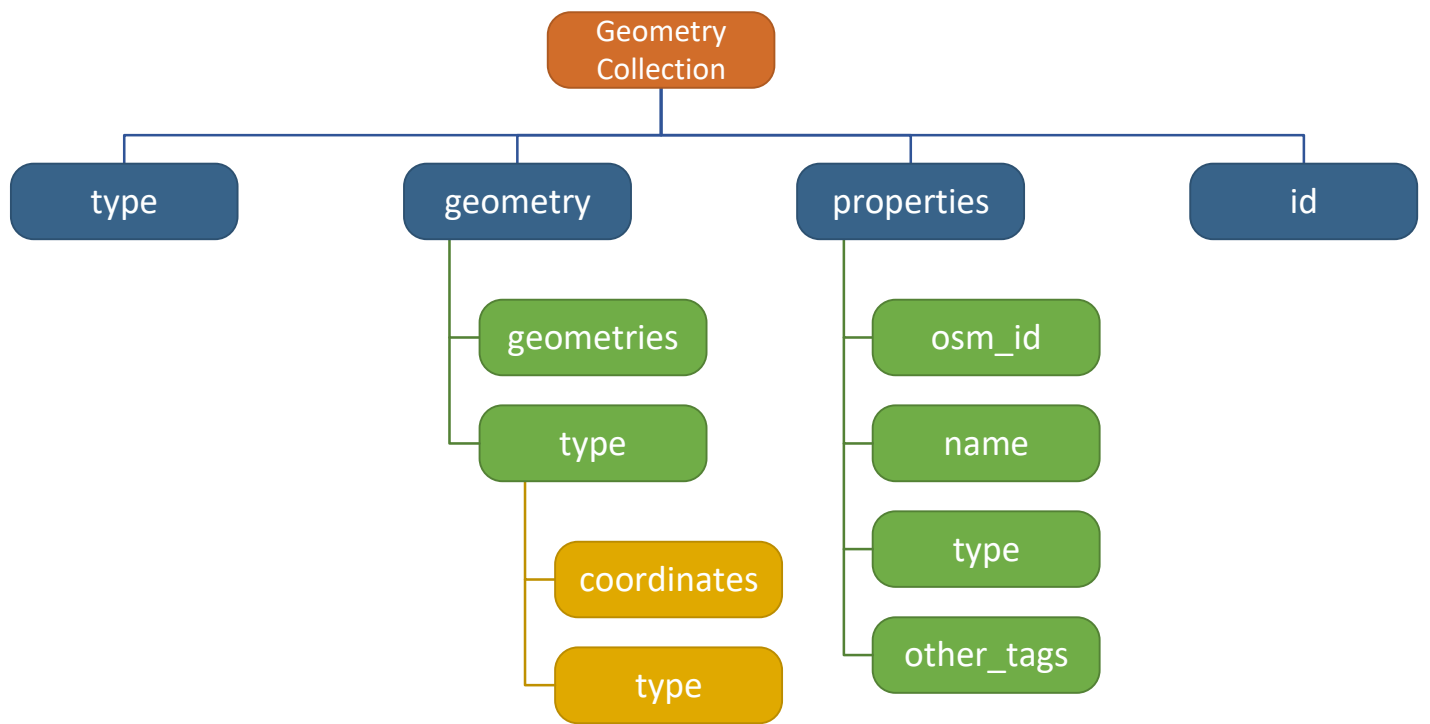 Geometry
Collection
type
geometry
properties
id
geometries
osm_id
type
name
coordinates
type
type
other_tags